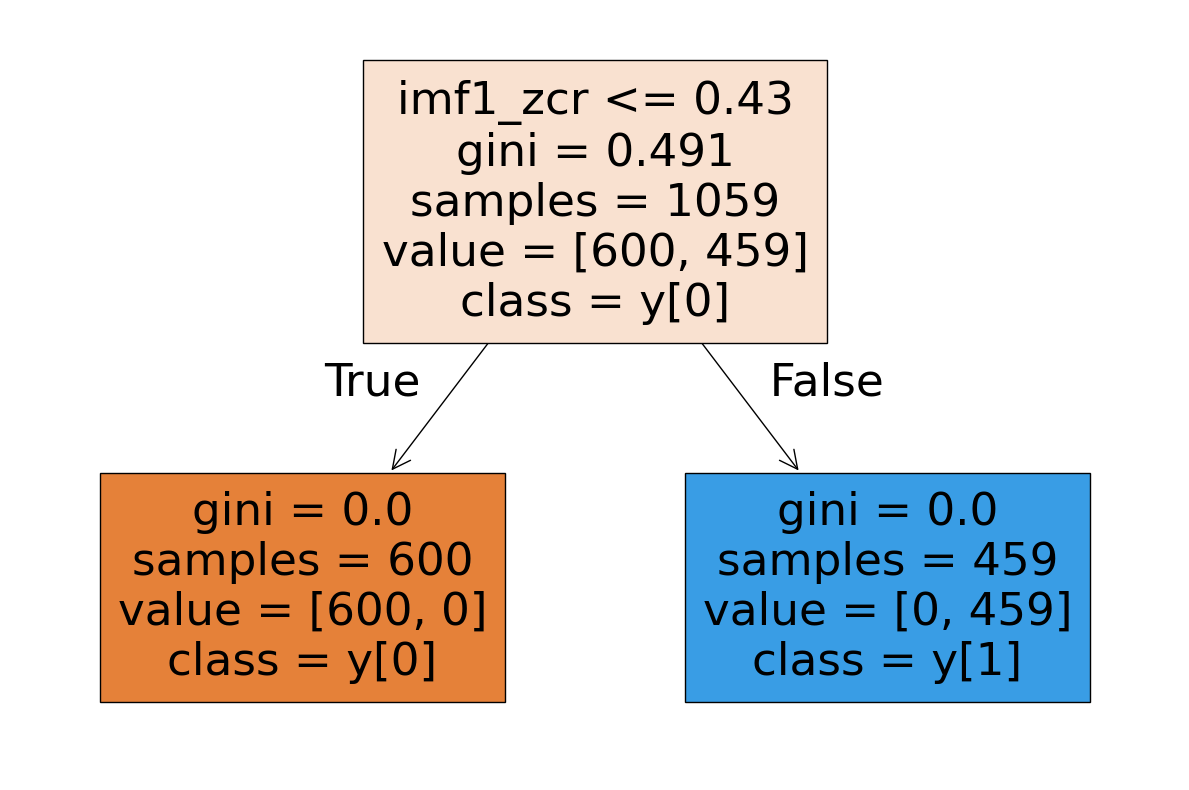 imf1_zcr <= 0.43
gini = 0.491
samples = 1059
value = [600, 459]
class = y[0]
True
False
gini = 0.0
samples = 600
value = [600, 0]
class = y[0]
gini = 0.0
samples = 459
value = [0, 459]
class = y[1]